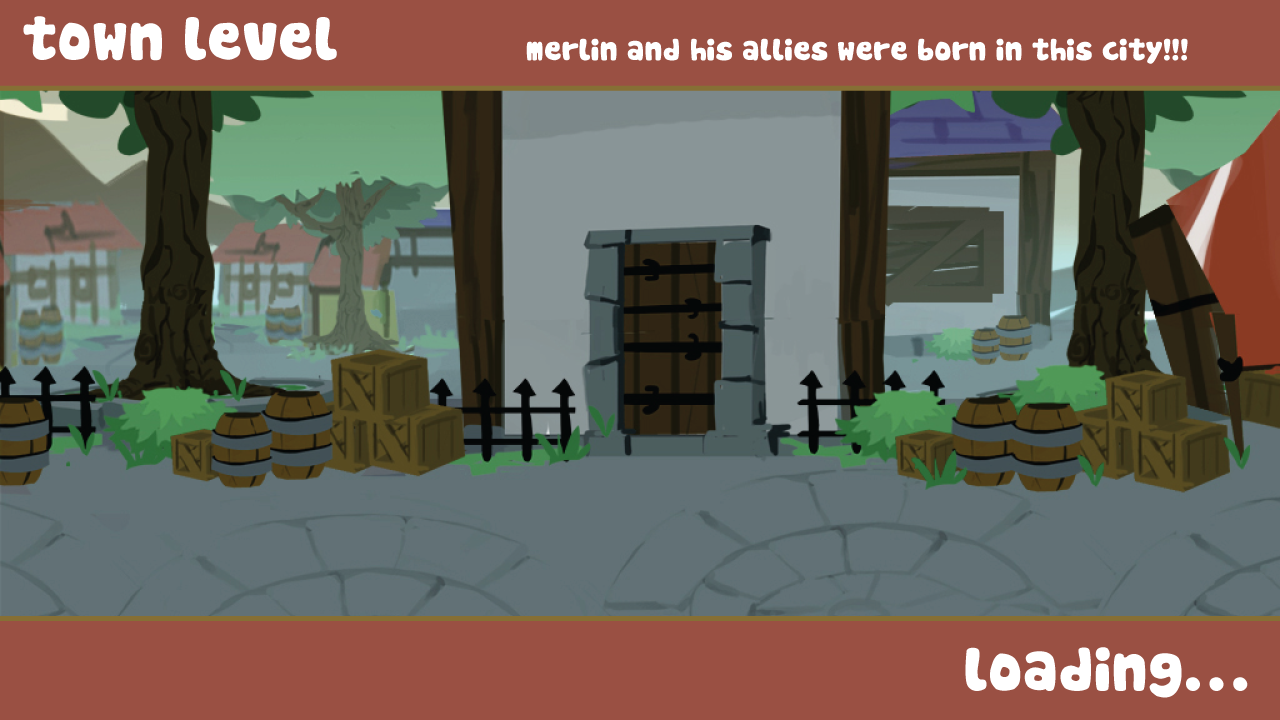 town level
merlin and his allies were born in this city!!!
loading...